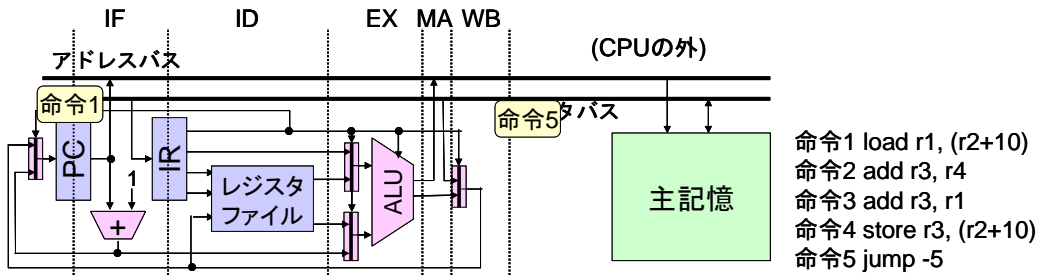 IF ID EX MA WB
アドレスバス
(CPUの外)
命令1
命令5
タバス
PC
1
+
IR
レジスタ
ファイル
ALU
主記憶
命令1 load r1, (r2+10)
命令2 add r3, r4
命令3 add r3, r1
命令4 store r3, (r2+10)
命令5 jump -5